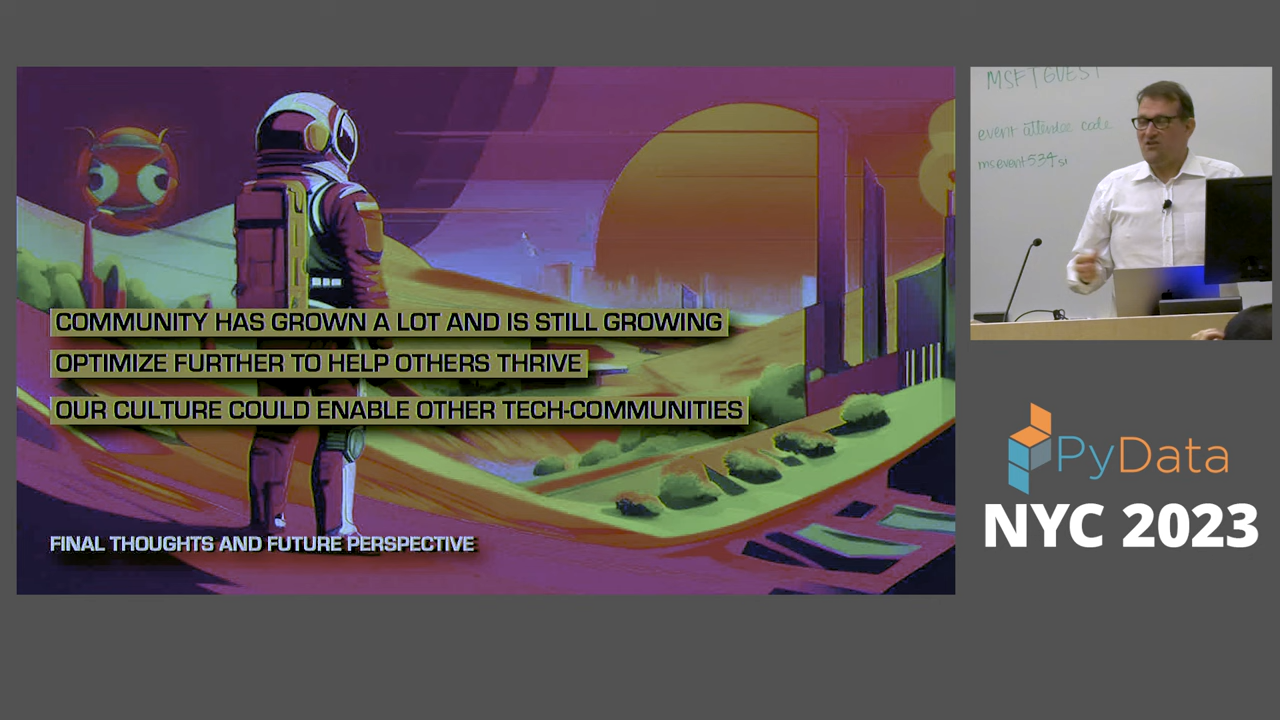 COMMUNITY HAS GROWN A LOT AND IS STILL GROWING
OPTIMIZE FURTHER TO HELP OTHERS THRIVE
OUR CULTURE COULD ENABLE OTHER TECH-COMMUNITIES
FINAL THOUGHTS AND FUTURE PERSPECTIVE
MSFTGUEST
event attendee code
msevent534si
PyData
NYC 2023